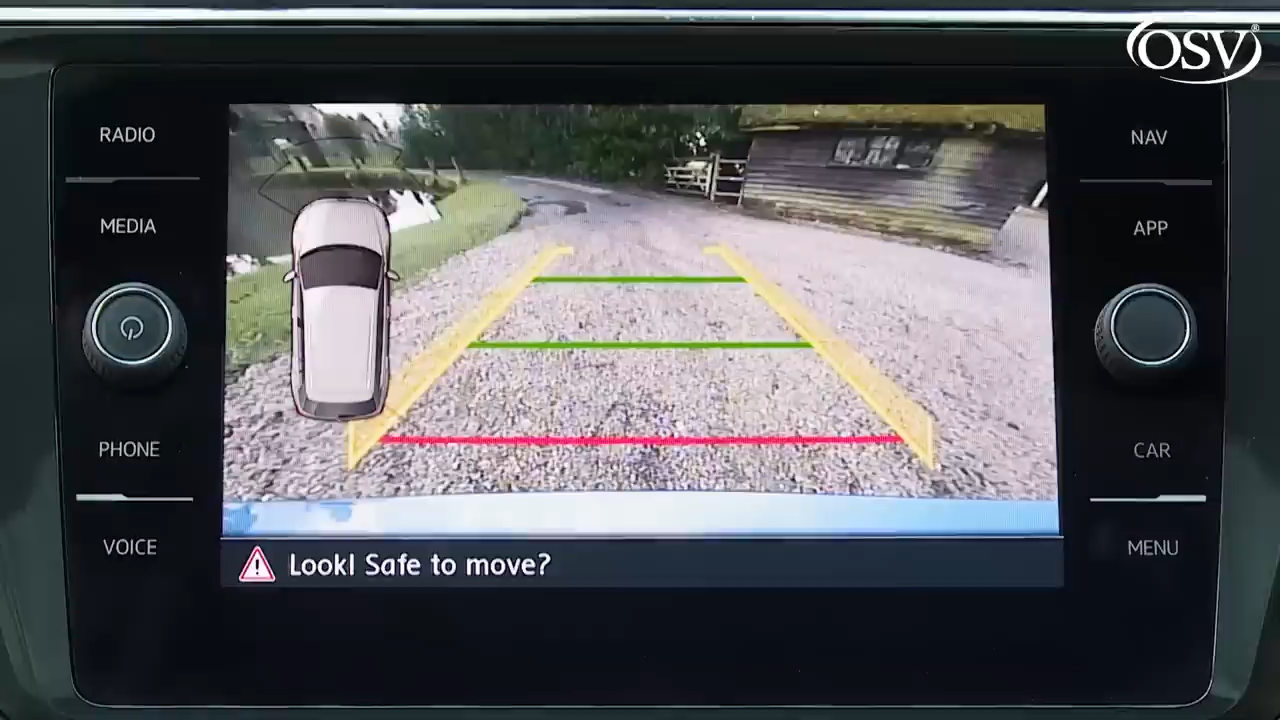 OSV
RADIO
MEDIA
PHONE
VOICE
NAV
APP
CAR
MENU
Look! Safe to move?